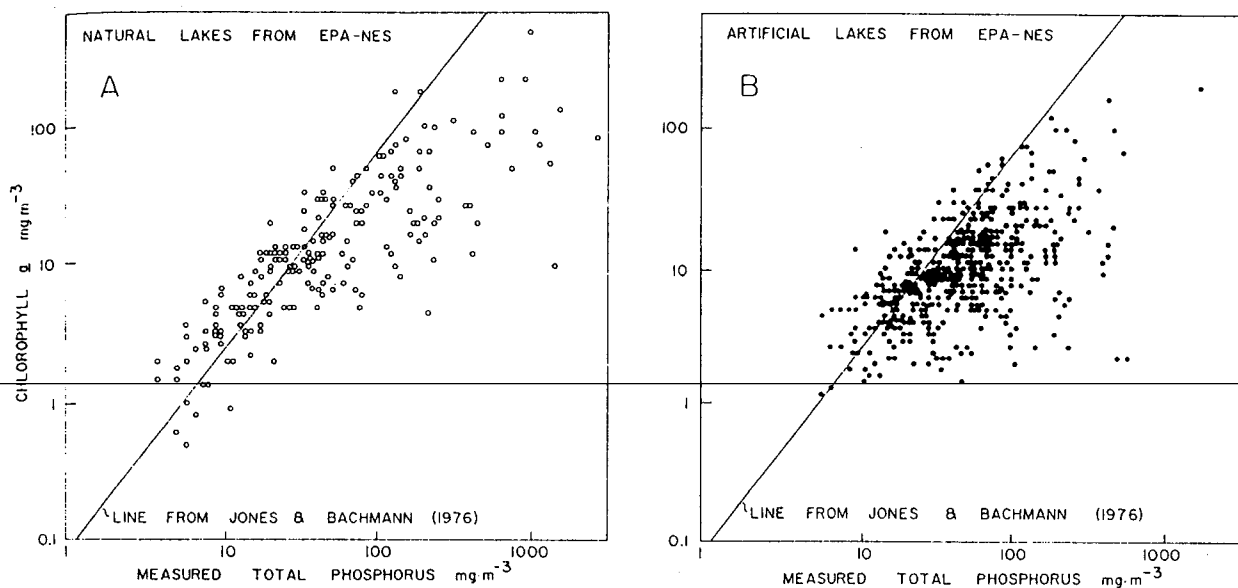 NATURAL LAKES FROM EPA-NES
A
CHLOROPHYLL a mg m⁻³
100
10
1
0.1
LINE FROM JONES & BACHMANN (1976)
1 10 100 1000
MEASURED TOTAL PHOSPHORUS mg·m⁻³
ARTIFICIAL LAKES FROM EPA-NES
B
100
10
1
0.1
LINE FROM JONES & BACHMANN (1976)
1 10 100 1000
MEASURED TOTAL PHOSPHORUS mg·m⁻³